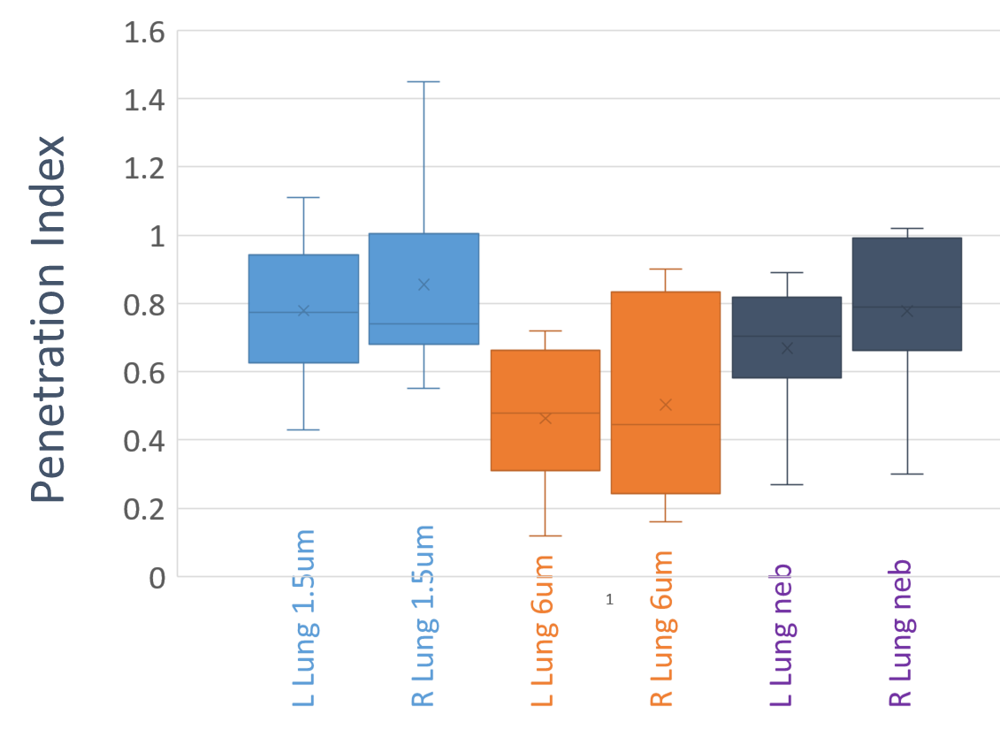 Penetration Index
1.6
1.4
1.2
1
0.8
0.6
0.4
0.2
0
L Lung 1.5um
R Lung 1.5um
L Lung 6um
1
R Lung 6um
L Lung neb
R Lung neb